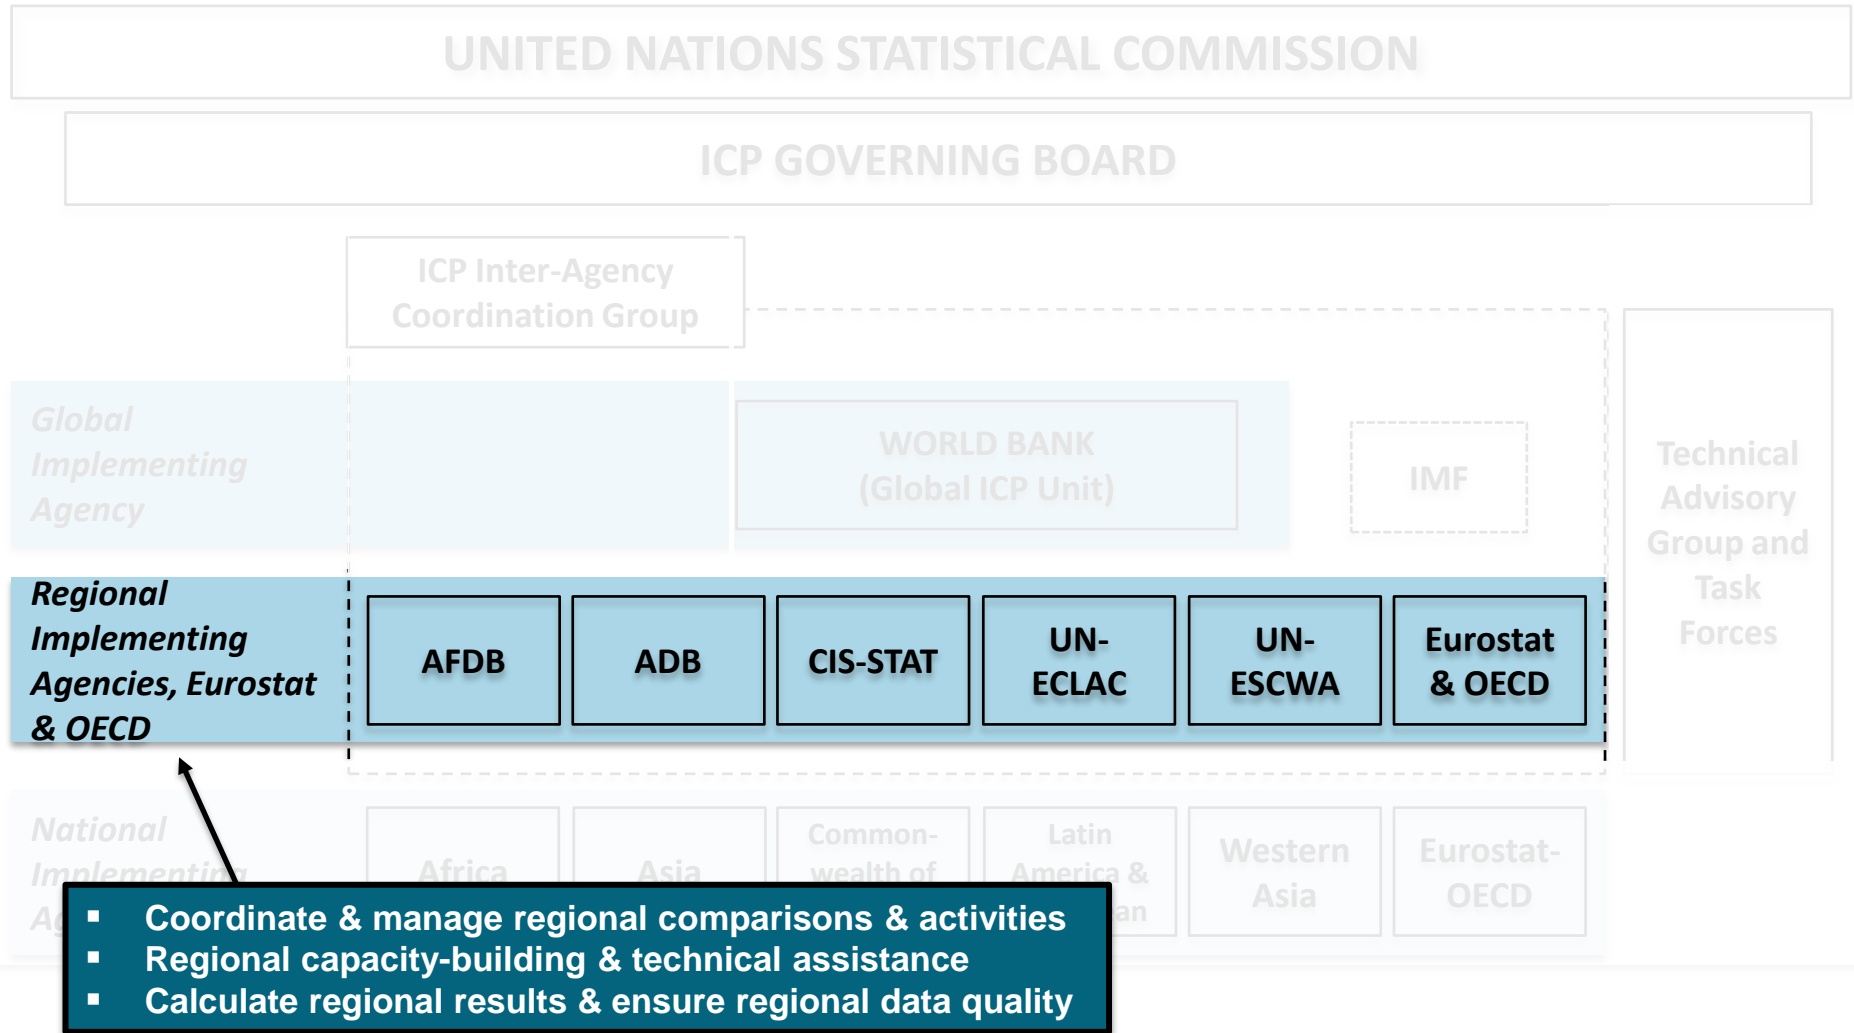 UNITED NATIONS STATISTICAL COMMISSION
ICP GOVERNING BOARD
ICP Inter-Agency
Coordination Group
Global
Implementing
Agency
WORLD BANK
(Global ICP Unit)
IMF
Technical
Advisory
Group and
Task
Forces
Regional
Implementing
Agencies, Eurostat
& OECD
AFDB
ADB
CIS-STAT
UN-
ECLAC
UN-
ESCWA
Eurostat
& OECD
National
Implementing
Africa
Asia
Common-
wealth of
Latin
America &
Western
Asia
Eurostat-
OECD
▪ Coordinate & manage regional comparisons & activities
▪ Regional capacity-building & technical assistance
▪ Calculate regional results & ensure regional data quality